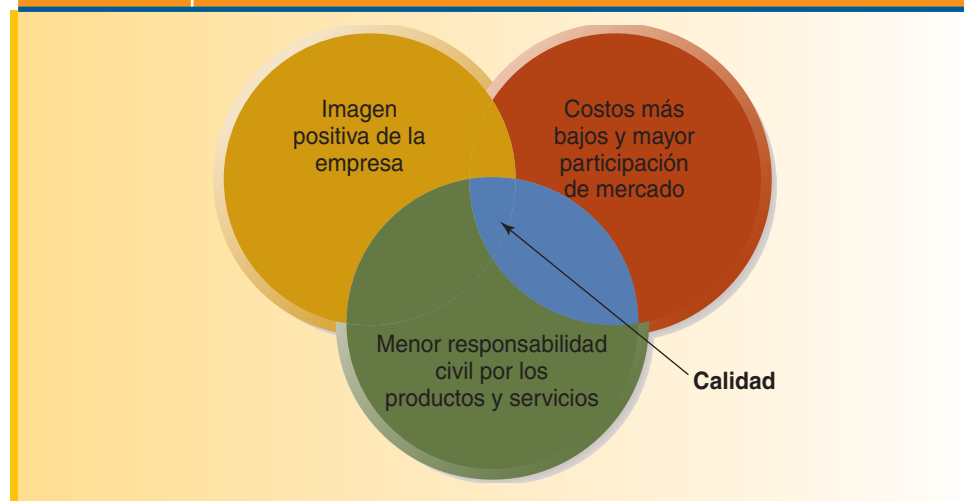 Imagen
positiva de la
empresa
Costos más
bajos y mayor
participación
de mercado
Menor responsabilidad
civil por los
productos y servicios
Calidad